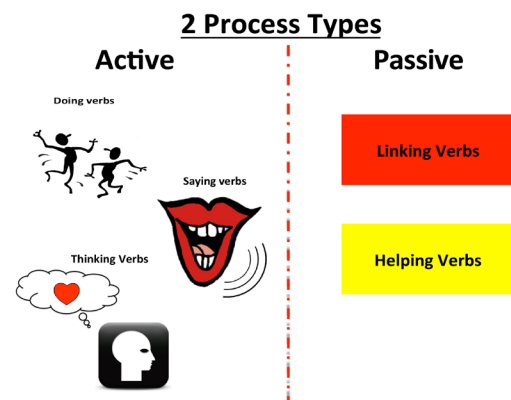 2 Process Types
Active
Doing verbs
Saying verbs
Thinking Verbs
Passive
Linking Verbs
Helping Verbs